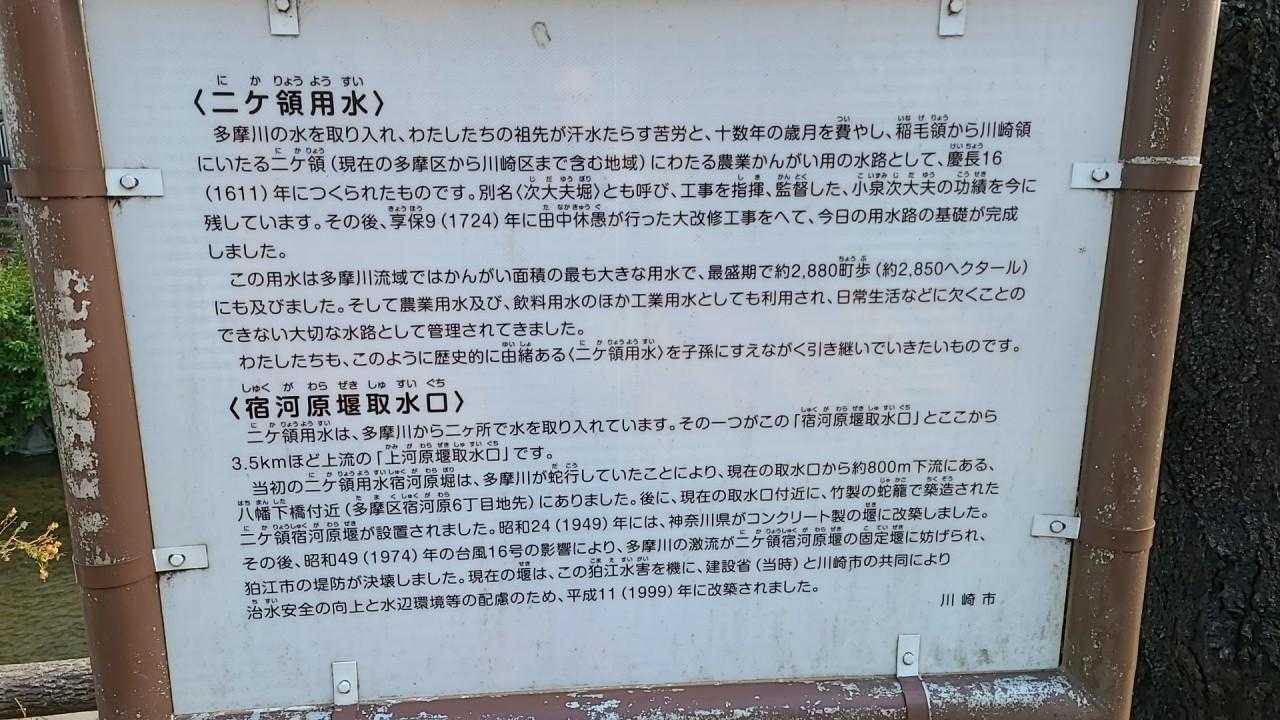 〈二ケ領用水〉
多摩川の水を取り入れ、わたしたちの祖先が汗水たらす苦労と、十数年の歳月を費やし、稲毛領から川崎領
にいたる二ケ領（現在の多摩区から川崎区まで含む地域）にわたる農業かんがい用の水路として、慶長16
（1611）年につくられたものです。別名〈次大夫堀〉とも呼び、工事を指揮、監督した、小泉次大夫の功績を今に
残しています。その後、享保9（1724）年に田中休愚が行った大改修工事をへて、今日の用水路の基礎が完成
しました。
この用水は多摩川流域ではかんがい面積の最も大きな用水で、最盛期で約2,880町歩（約2,850ヘクタール）
にも及びました。そして農業用水及び、飲料用水のほか工業用水としても利用され、日常生活などに欠くことの
できない大切な水路として管理されてきました。
わたしたちも、このように歴史的に由緒ある〈二ケ領用水〉を子孫にすえながく引き継いでいきたいものです。
〈宿河原堰取水口〉
二ケ領用水は、多摩川から二ヶ所で水を取り入れています。その一つがこの「宿河原堰取水口」とここから
3.5kmほど上流の「上河原堰取水口」です。
当初の二ケ領用水宿河原堀は、多摩川が蛇行していたことにより、現在の取水口から約800m下流にある、
八幡下橋付近（多摩区宿河原6丁目地先）にありました。後に、現在の取水口付近に、竹製の蛇籠で築造された
二ケ領宿河原堰が設置されました。昭和24（1949）年には、神奈川県がコンクリート製の堰に改築しました。
その後、昭和49（1974）年の台風16号の影響により、多摩川の激流が二ケ領宿河原堰の固定堰に妨げられ、
狛江市の堤防が決壊しました。現在の堰は、この狛江水害を機に、建設省（当時）と川崎市の共同により
治水安全の向上と水辺環境等の配慮のため、平成11（1999）年に改築されました。
川崎市